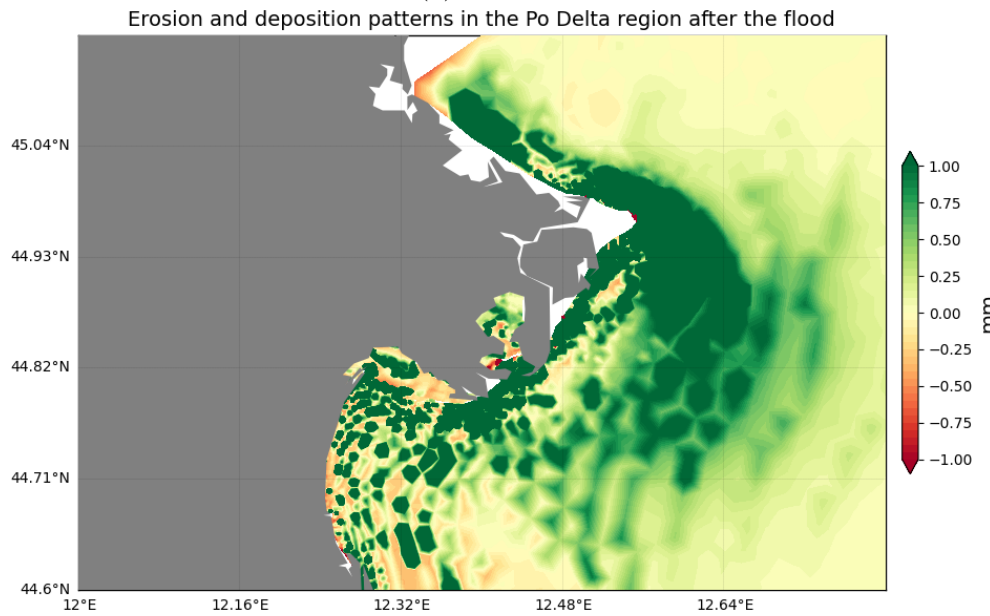 Erosion and deposition patterns in the Po Delta region after the flood
45.04°N
44.93°N
44.82°N
44.71°N
44.6°N
12°E
12.16°E
12.32°E
12.48°E
12.64°E
1.00
0.75
0.50
0.25
0.00
−0.25
−0.50
−0.75
−1.00
mm